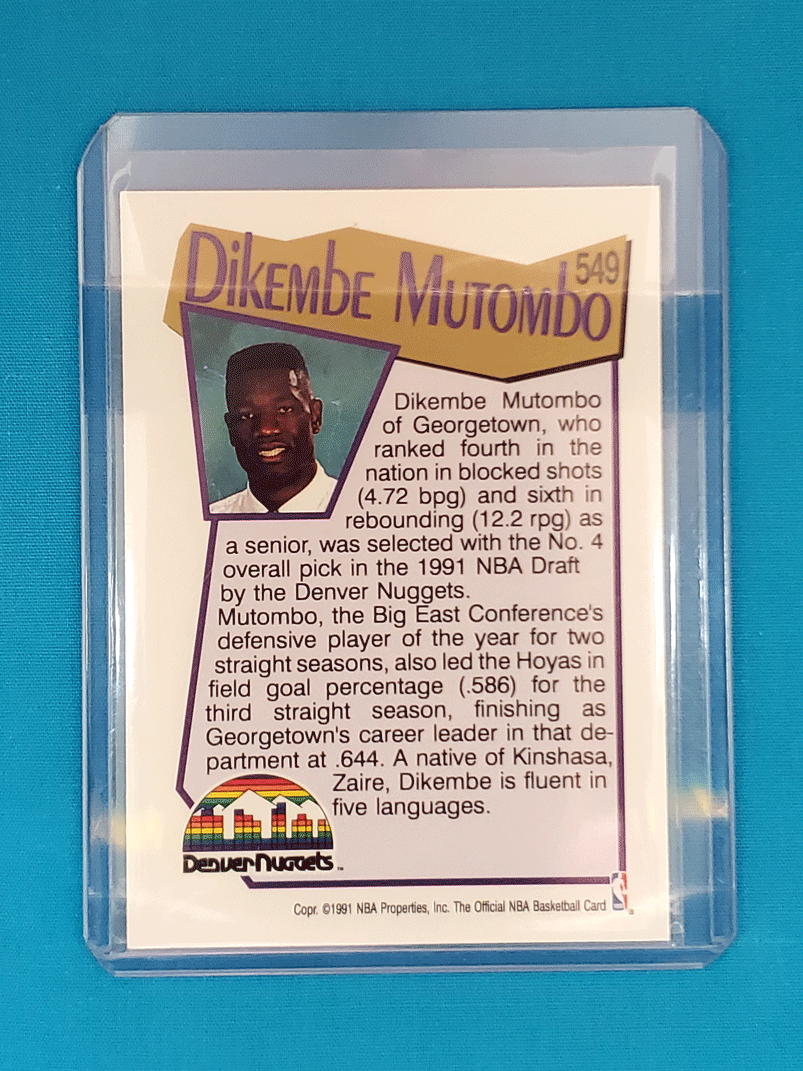 Dikembe Mutombo
549
Dikembe Mutombo
of Georgetown, who
ranked fourth in the
nation in blocked shots
(4.72 bpg) and sixth in
rebounding (12.2 rpg) as
a senior, was selected with the No. 4
overall pick in the 1991 NBA Draft
by the Denver Nuggets.
Mutombo, the Big East Conference's
defensive player of the year for two
straight seasons, also led the Hoyas in
field goal percentage (.586) for the
third straight season, finishing as
Georgetown's career leader in that de-
partment at .644. A native of Kinshasa,
Zaire, Dikembe is fluent in
five languages.
Denver Nuggets ™
Copr. ©1991 NBA Properties, Inc. The Official NBA Basketball Card